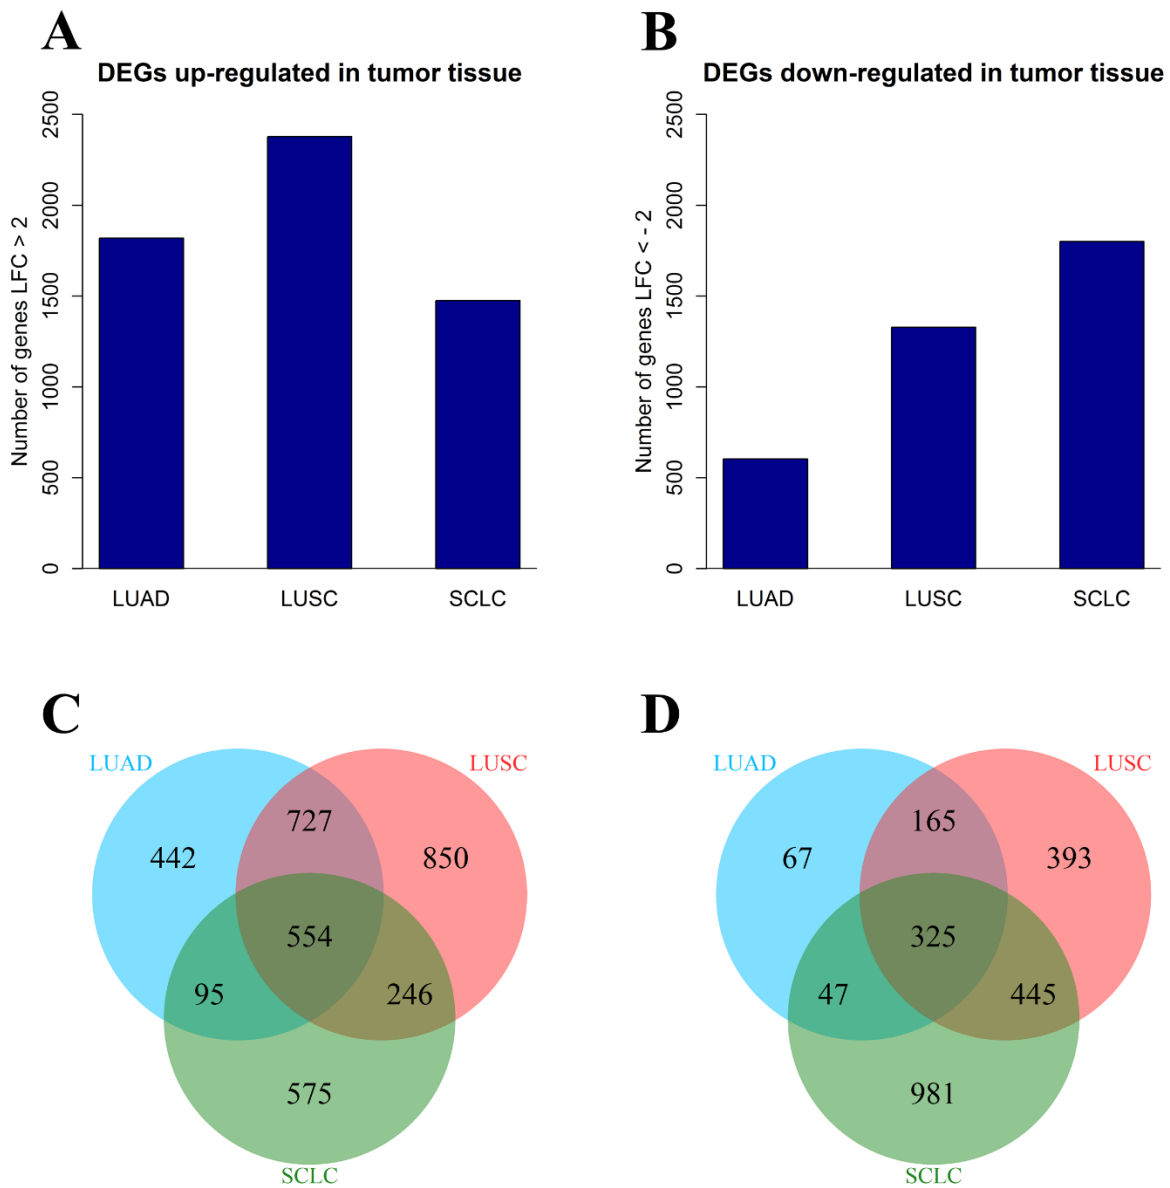 A
DEGs up-regulated in tumor tissue
Number of genes LFC > 2
2500
2000
1500
1000
500
0
LUAD
LUSC
SCLC
B
DEGs down-regulated in tumor tissue
Number of genes LFC < - 2
2500
2000
1500
1000
500
0
LUAD
LUSC
SCLC
C
LUAD
LUSC
727
442
850
554
95
246
575
SCLC
D
LUAD
LUSC
165
67
393
325
47
445
981
SCLC